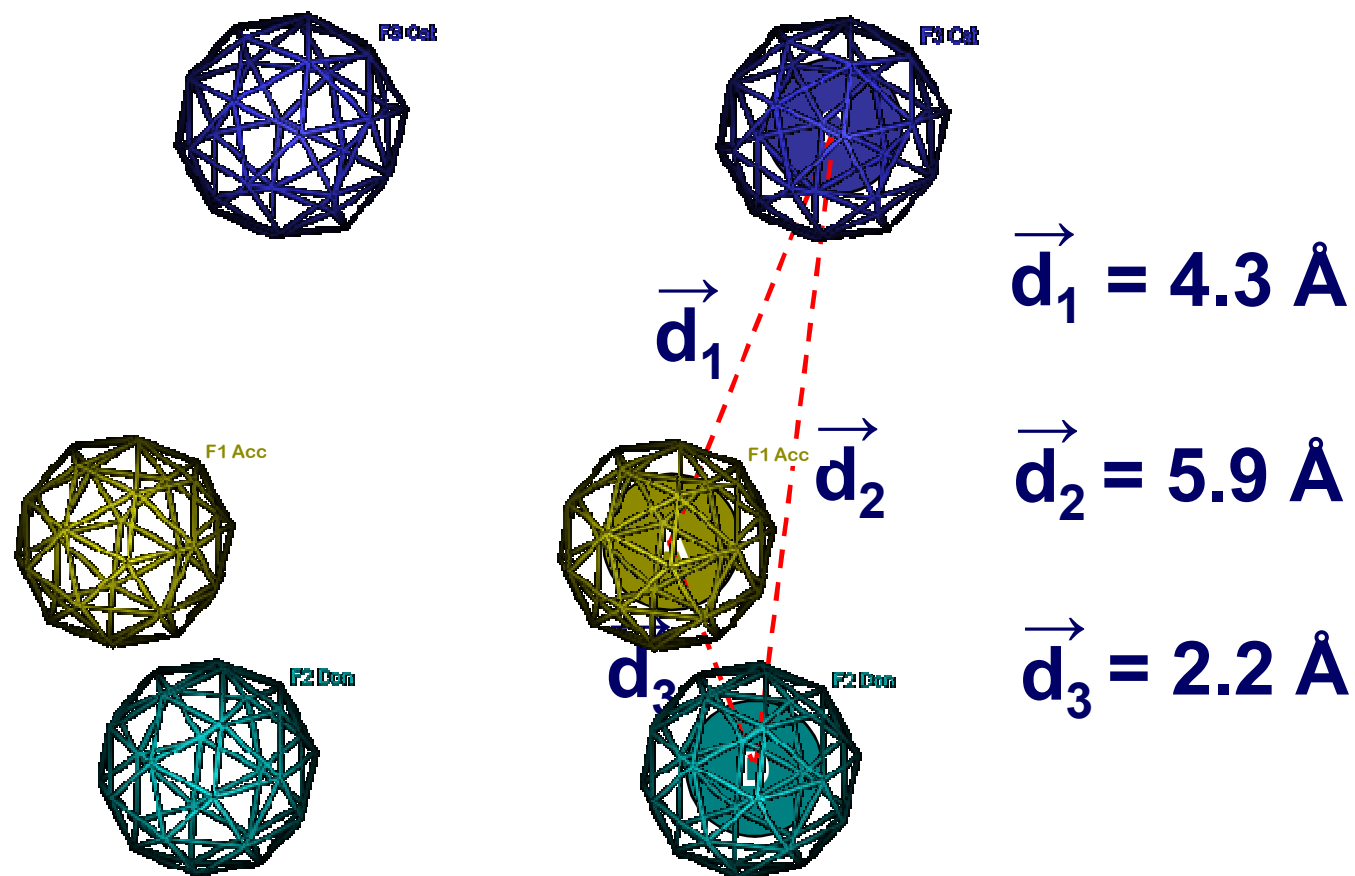 F3 Cat
F3 Cat
d₁
d₁ = 4.3 Å
F1 Acc
F1 Acc
d₂
d₂ = 5.9 Å
d₃
d₃ = 2.2 Å
F2 Don
F2 Don